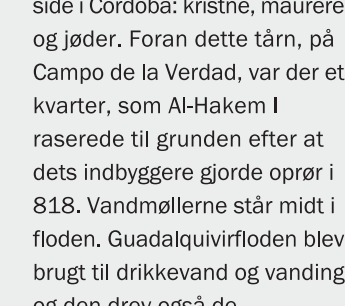 side i Córdoba: kristne, maurere
og jøder. Foran dette tårn, på
Campo de la Verdad, var der et
kvarter, som Al-Hakem I
raserede til grunden efter at
dets indbyggere gjorde oprør i
818. Vandmøllerne står midt i
floden. Guadalquivirfloden blev
brugt til drikkevand og vanding
og den drev også de